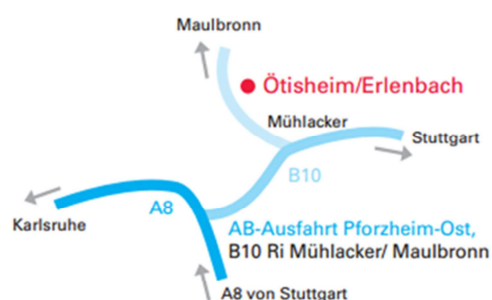 Maulbronn
Ötisheim/Erlenbach
Mühlacker
Stuttgart
B10
A8
Karlsruhe
AB-Ausfahrt Pforzheim-Ost,
B10 Ri Mühlacker/ Maulbronn
A8 von Stuttgart